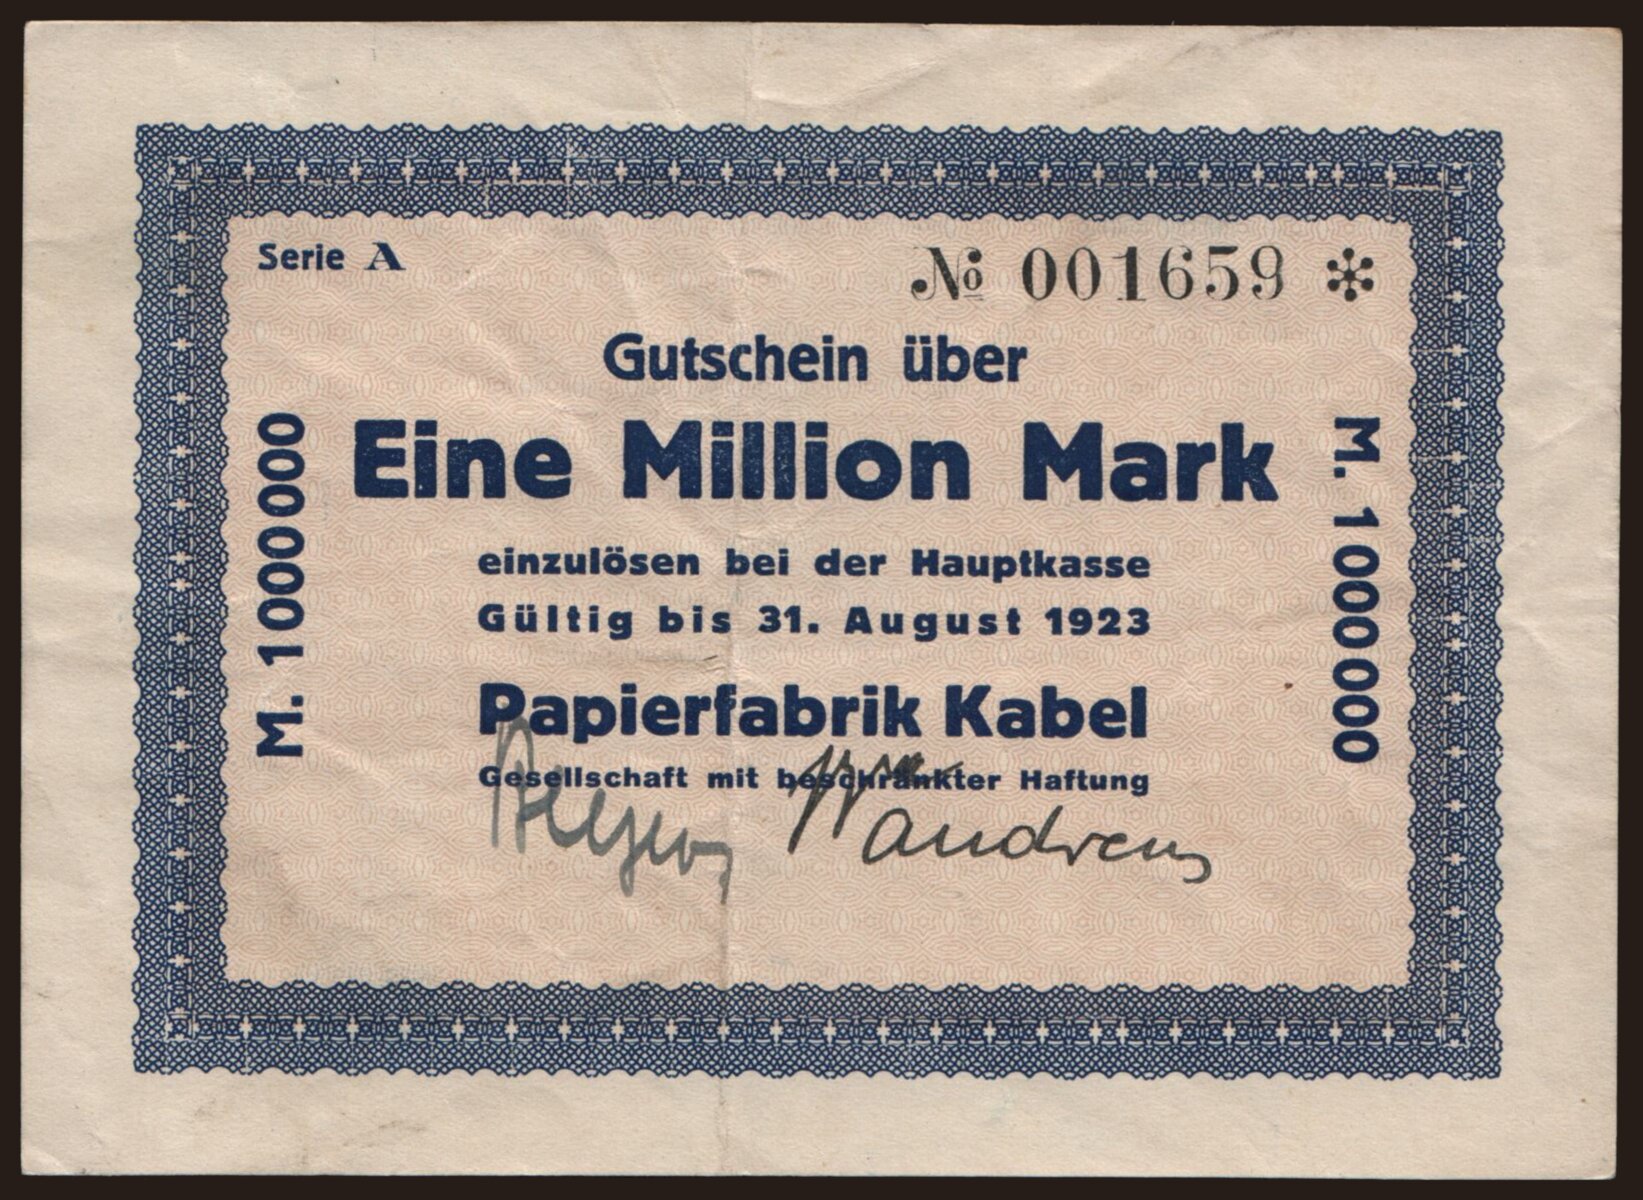 Serie A
№ 001659 *
Gutschein über
Eine Million Mark
einzulösen bei der Hauptkasse
Gültig bis 31. August 1923
Papierfabrik Kabel
Gesellschaft mit beschränkter Haftung
M. 1000000
M. 1000000